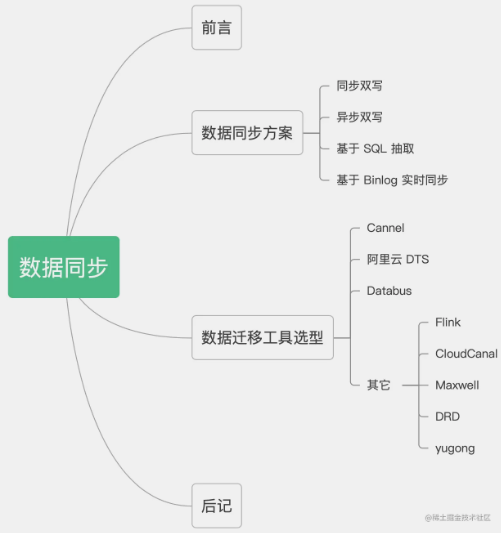 前言
数据同步方案
同步双写
异步双写
基于 SQL 抽取
基于 Binlog 实时同步
数据同步
数据迁移工具选型
Cannel
阿里云 DTS
Databus
其它
Flink
CloudCanal
Maxwell
DRD
yugong
后记
@稀土掘金技术社区